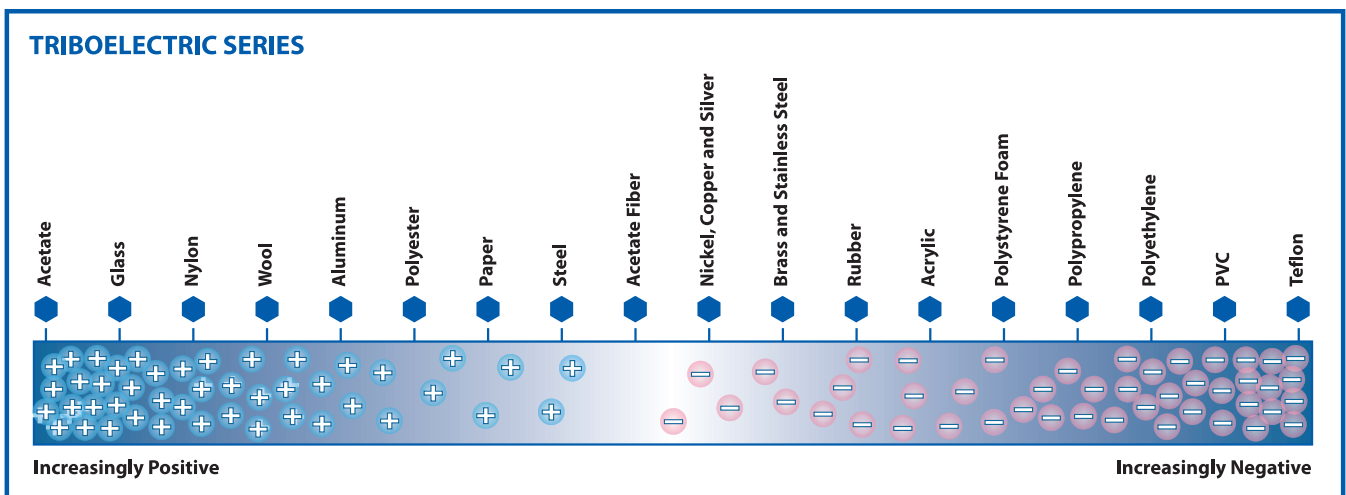 TRIBOELECTRIC SERIES
Acetate
Glass
Nylon
Wool
Aluminum
Polyester
Paper
Steel
Acetate Fiber
Nickel, Copper and Silver
Brass and Stainless Steel
Rubber
Acrylic
Polystyrene Foam
Polypropylene
Polyethylene
PVC
Teflon
Increasingly Positive
Increasingly Negative